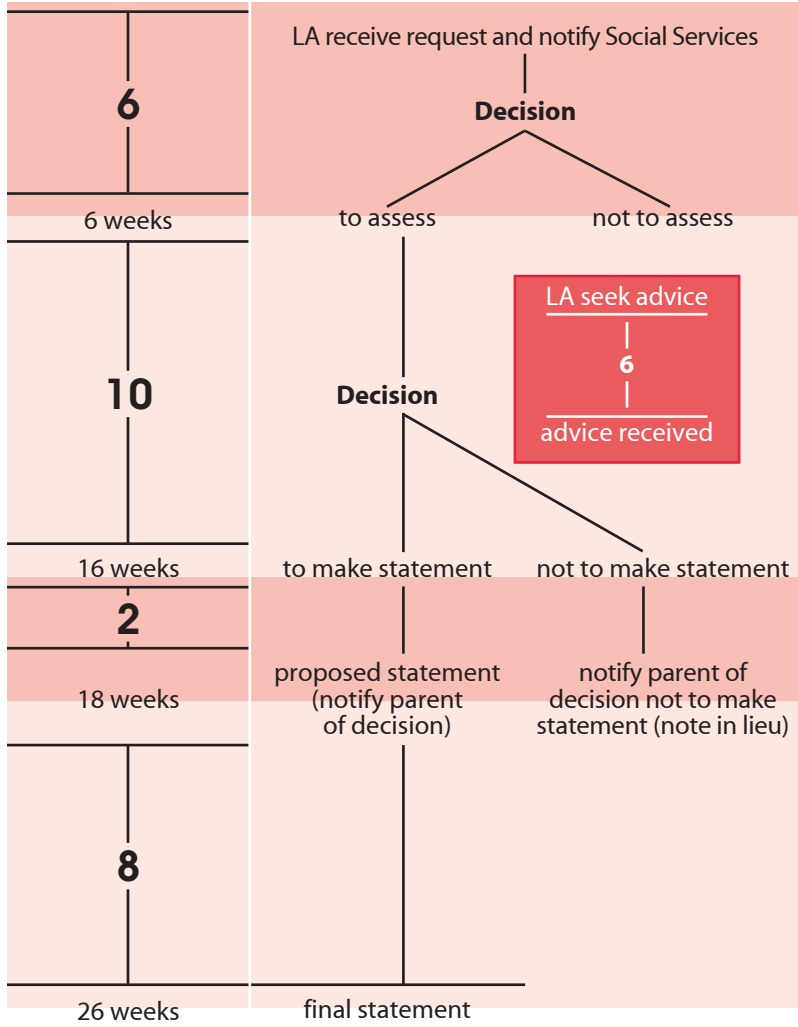 LA receive request and notify Social Services
6
Decision
6 weeks
to assess
not to assess
LA seek advice
6
advice received
10
Decision
16 weeks
to make statement
not to make statement
2
18 weeks
proposed statement
(notify parent
of decision)
notify parent of
decision not to make
statement (note in lieu)
8
26 weeks
final statement